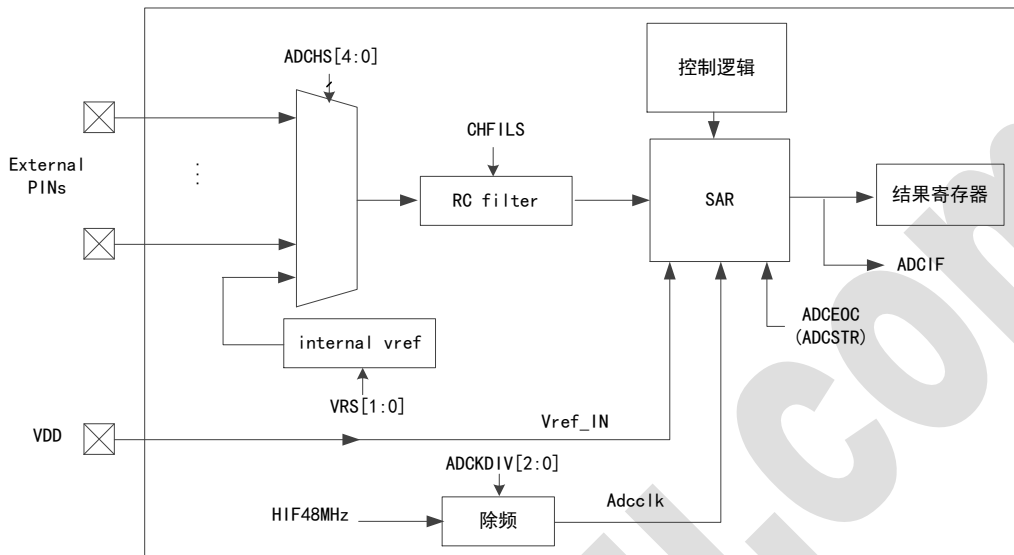 ADCHS[4:0]
控制逻辑
External
PINs
CHFILS
RC filter
SAR
结果寄存器
ADCIF
ADCEOC
(ADCSTR)
internal vref
VRS[1:0]
VDD
Vref_IN
ADCKDIV[2:0]
HIF48MHz
除频
Adcclk